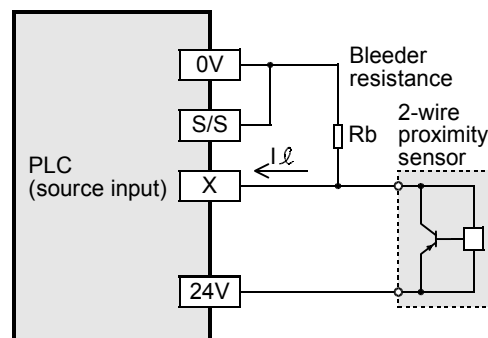 0V
Bleeder
resistance
S/S
Rb
2-wire
proximity
sensor
PLC
(source input)
X
Iℓ
24V